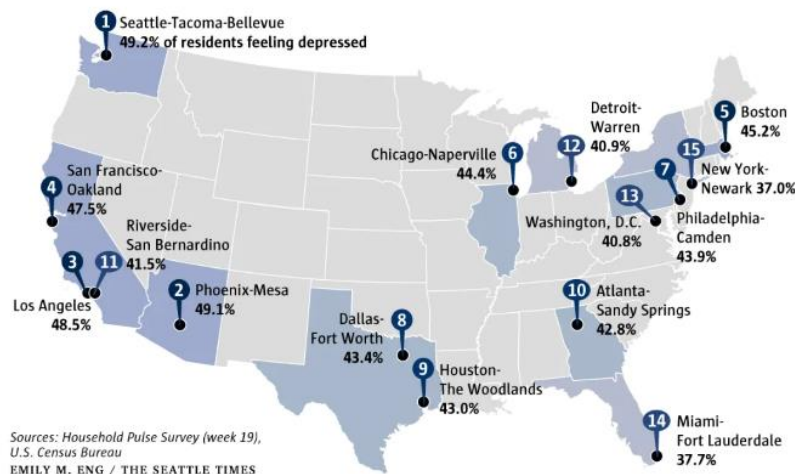 1
Seattle-Tacoma-Bellevue
49.2% of residents feeling depressed
4
San Francisco-
Oakland
47.5%
Riverside-
San Bernardino
41.5%
3
11
Los Angeles
48.5%
2
Phoenix-Mesa
49.1%
Chicago-Naperville
44.4%
6
Detroit-
Warren
40.9%
12
5
Boston
45.2%
7
15
New York-
Newark 37.0%
13
Washington, D.C.
40.8%
Philadelphia-
Camden
43.9%
10
Atlanta-
Sandy Springs
42.8%
Dallas-
Fort Worth
43.4%
8
9
Houston-
The Woodlands
43.0%
14
Miami-
Fort Lauderdale
37.7%
Sources: Household Pulse Survey (week 19),
U.S. Census Bureau
EMILY M. ENG / THE SEATTLE TIMES